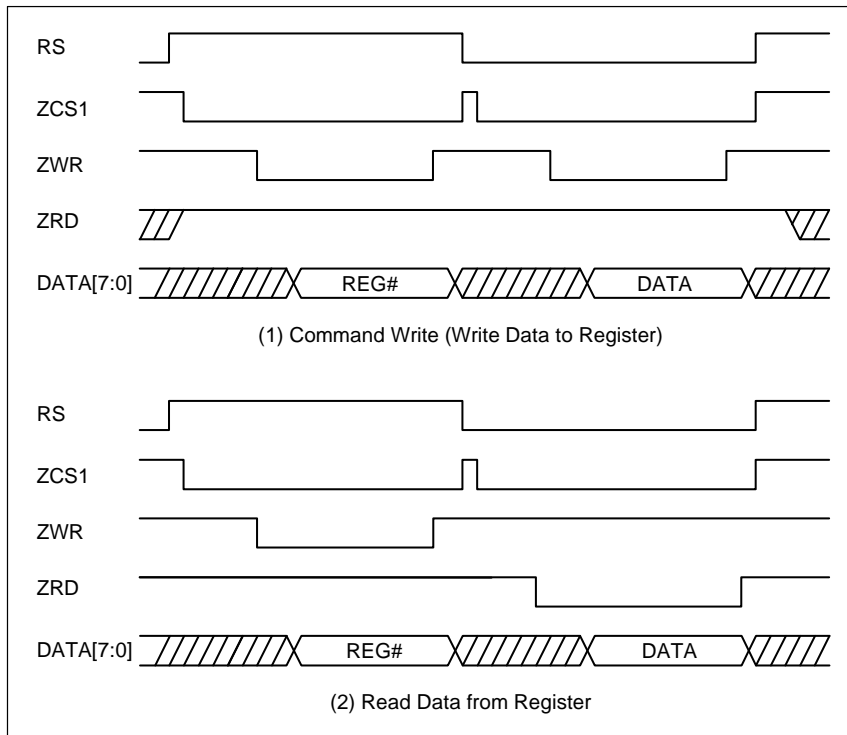 RS
ZCS1
ZWR
ZRD
DATA[7:0] REG# DATA
(1) Command Write (Write Data to Register)
RS
ZCS1
ZWR
ZRD
DATA[7:0] REG# DATA
(2) Read Data from Register